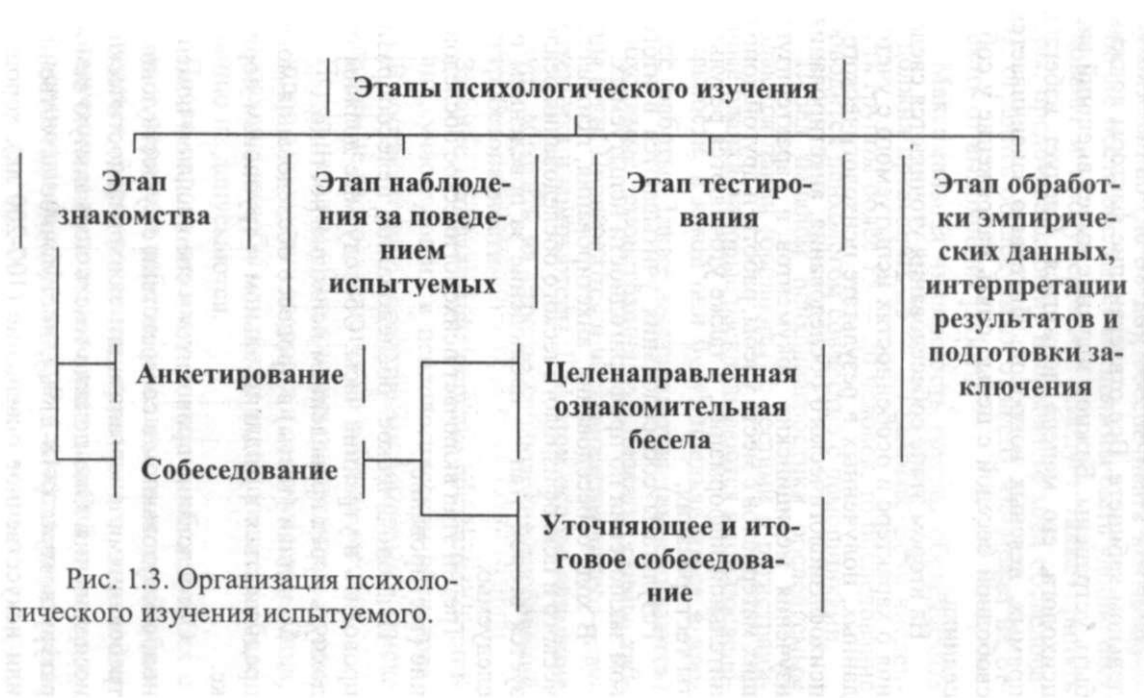 Этапы психологического изучения
Этап
знакомства
Этап наблюде-
ния за поведе-
нием
испытуемых
Этап тестиро-
вания
Этап обработ-
ки эмпириче-
ских данных,
интерпретации
результатов и
подготовки за-
ключения
Анкетирование
Собеседование
Целенаправленная
ознакомительная
бесела
Уточняющее и ито-
говое собеседова-
ние
Рис. 1.3. Организация психоло-
гического изучения испытуемого.